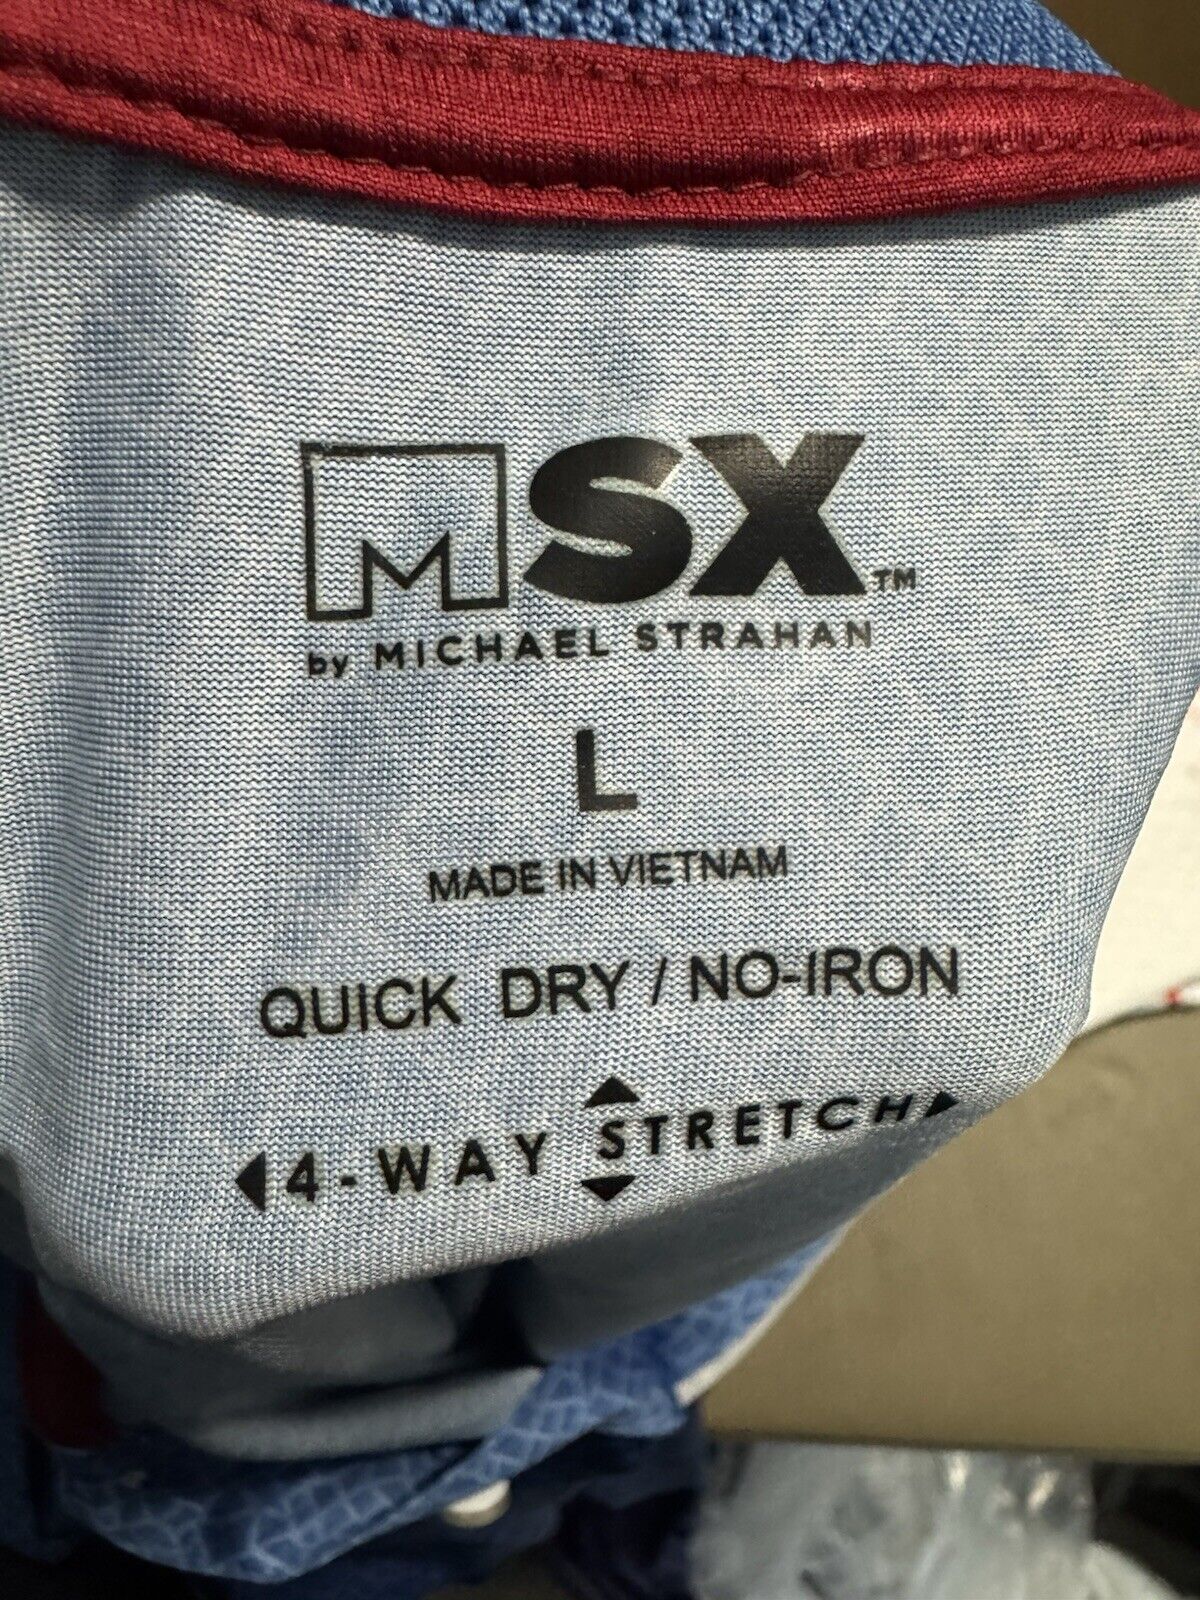 MSX™
by MICHAEL STRAHAN
L
MADE IN VIETNAM
QUICK DRY / NO-IRON
4-WAY STRETCH